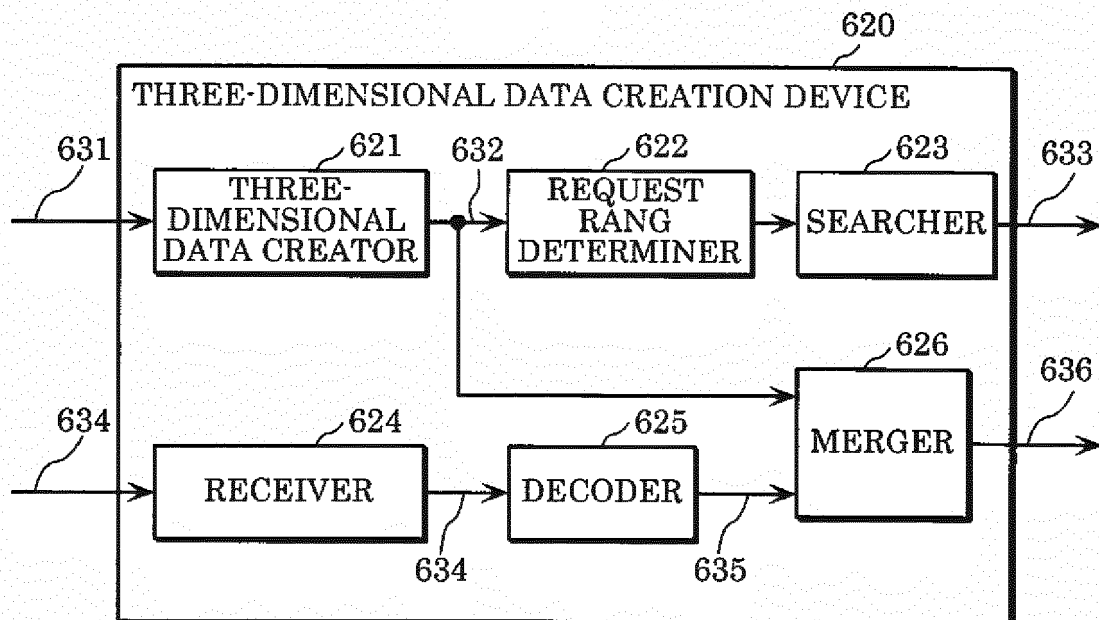 620
THREE-DIMENSIONAL DATA CREATION DEVICE
631
621
632
622
623
633
THREE-
DIMENSIONAL
DATA CREATOR
REQUEST
RANG
DETERMINER
SEARCHER
626
636
634
624
625
MERGER
RECEIVER
DECODER
634
635